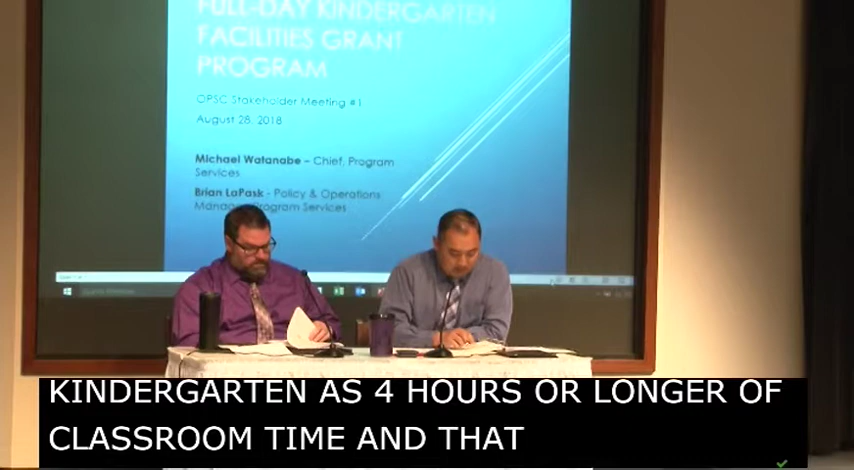 FULL-DAY KINDERGARTEN
FACILITIES GRANT
PROGRAM
OPSC Stakeholder Meeting #1
August 28, 2018
Michael Watanabe – Chief, Program
Services
Brian LaPask - Policy & Operations
Manager, Program Services
KINDERGARTEN AS 4 HOURS OR LONGER OF
CLASSROOM TIME AND THAT